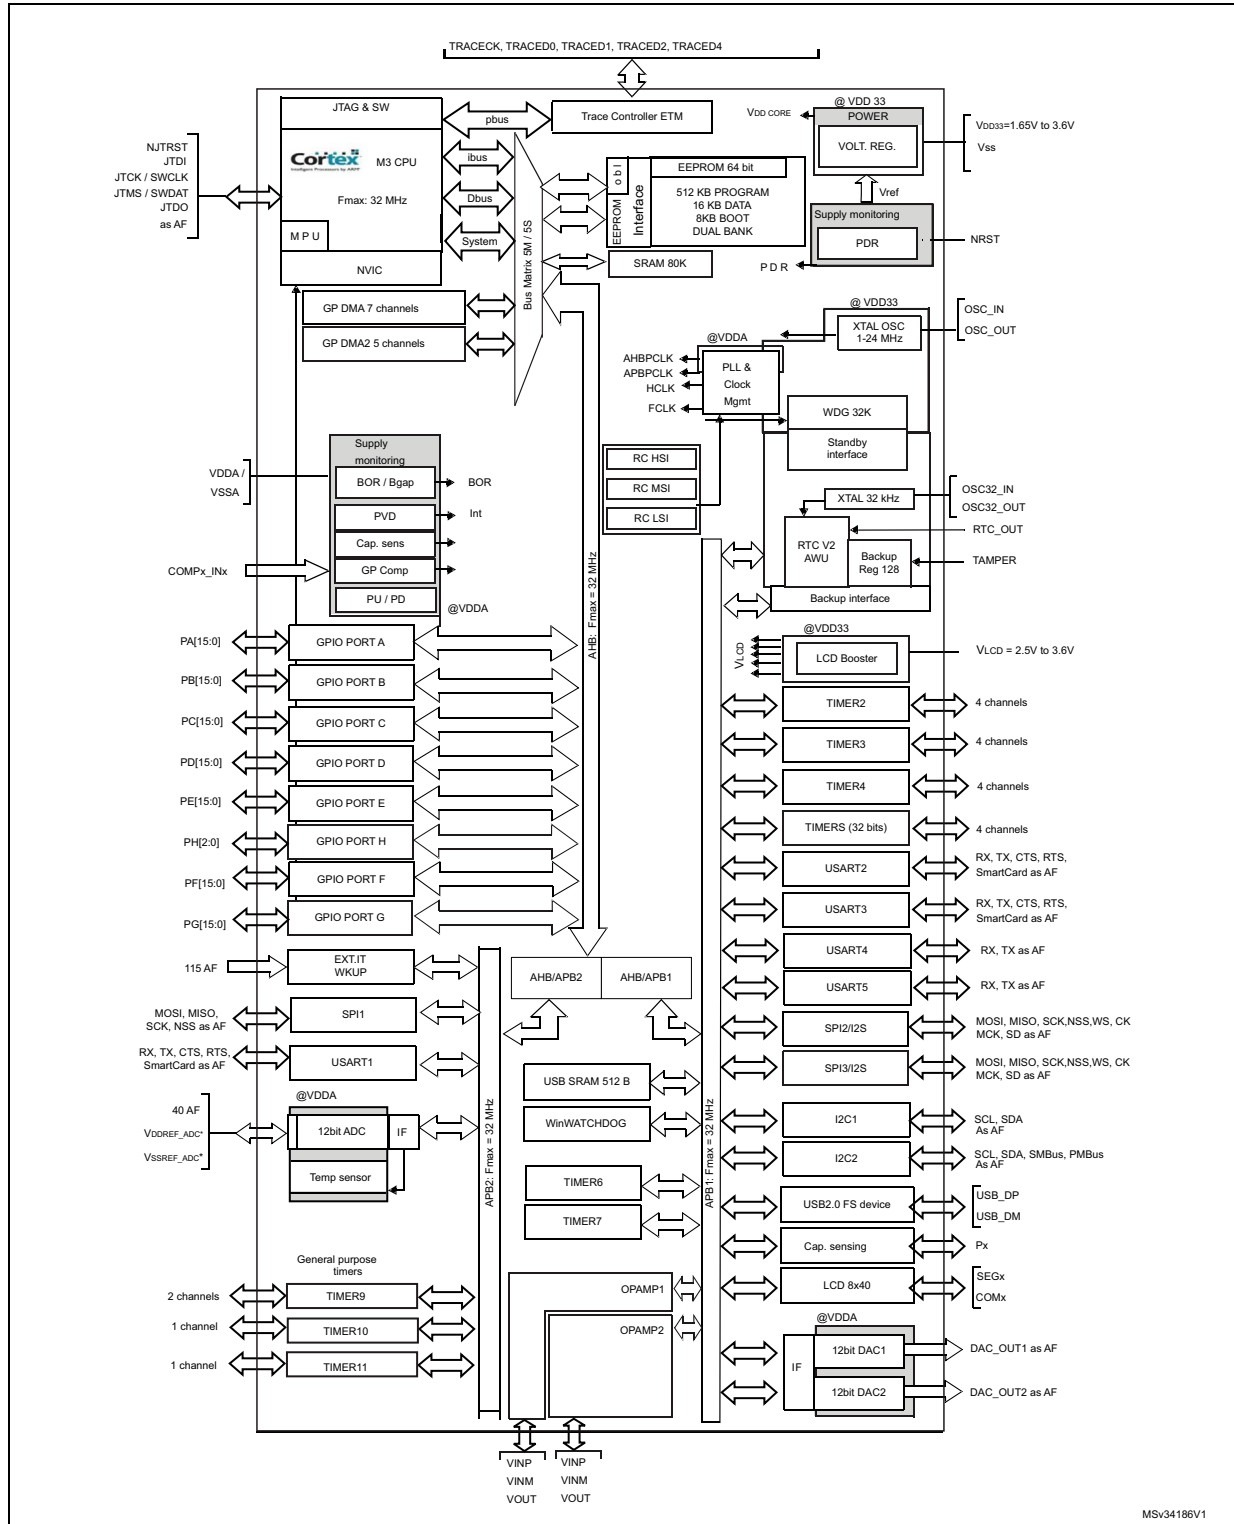 TRACECK, TRACED0, TRACED1, TRACED2, TRACED4
JTAG & SW
pbus
Trace Controller ETM
@ VDD 33
POWER
VDD CORE
VOLT. REG.
VDD33=1.65V to 3.6V
Vss
NJTRST
JTDI
JTCK / SWCLK
JTMS / SWDAT
JTDO
as AF
Cortex
M3 CPU
Fmax: 32 MHz
ibus
Dbus
System
M P U
NVIC
Bus Matrix 5M / 5S
EEPROM
obl
Interface
EEPROM 64 bit
512 KB PROGRAM
16 KB DATA
8KB BOOT
DUAL BANK
SRAM 80K
Vref
Supply monitoring
PDR
NRST
P D R
GP DMA 7 channels
GP DMA2 5 channels
@ VDD33
XTAL OSC
1-24 MHz
OSC_IN
OSC_OUT
@VDDA
AHBPCLK
APBPCLK
HCLK
FCLK
PLL &
Clock
Mgmt
WDG 32K
Standby
interface
Supply
monitoring
VDDA /
VSSA
BOR / Bgap
BOR
PVD
Int
Cap. sens
COMPx_INx
GP Comp
PU / PD
@VDDA
RC HSI
RC MSI
RC LSI
XTAL 32 kHz
OSC32_IN
OSC32_OUT
RTC V2
AWU
RTC_OUT
Backup
Reg 128
TAMPER
Backup interface
AHB: Fmax = 32 MHz
PA[15:0]
GPIO PORT A
PB[15:0]
GPIO PORT B
PC[15:0]
GPIO PORT C
PD[15:0]
GPIO PORT D
PE[15:0]
GPIO PORT E
PH[2:0]
GPIO PORT H
PF[15:0]
GPIO PORT F
PG[15:0]
GPIO PORT G
@VDD33
VLCD
LCD Booster
VLCD = 2.5V to 3.6V
TIMER2
4 channels
TIMER3
4 channels
TIMER4
4 channels
TIMERS (32 bits)
4 channels
USART2
RX, TX, CTS, RTS,
SmartCard as AF
USART3
RX, TX, CTS, RTS,
SmartCard as AF
USART4
RX, TX as AF
USART5
RX, TX as AF
SPI2/I2S
MOSI, MISO, SCK,NSS,WS, CK
MCK, SD as AF
SPI3/I2S
MOSI, MISO, SCK,NSS,WS, CK
MCK, SD as AF
I2C1
SCL, SDA
As AF
I2C2
SCL, SDA, SMBus, PMBus
As AF
USB2.0 FS device
USB_DP
USB_DM
Cap. sensing
Px
LCD 8x40
SEGx
COMx
@VDDA
IF
12bit DAC1
DAC_OUT1 as AF
12bit DAC2
DAC_OUT2 as AF
115 AF
EXT.IT
WKUP
AHB/APB2
AHB/APB1
MOSI, MISO,
SCK, NSS as AF
SPI1
RX, TX, CTS, RTS,
SmartCard as AF
USART1
@VDDA
40 AF
VDDREF_ADC*
VSSREF_ADC*
12bit ADC
IF
Temp sensor
APB2: Fmax = 32 MHz
APB1: Fmax = 32 MHz
USB SRAM 512 B
WinWATCHDOG
TIMER6
TIMER7
General purpose
timers
2 channels
TIMER9
1 channel
TIMER10
1 channel
TIMER11
OPAMP1
OPAMP2
VINP
VINM
VOUT
VINP
VINM
VOUT
MSv34186V1